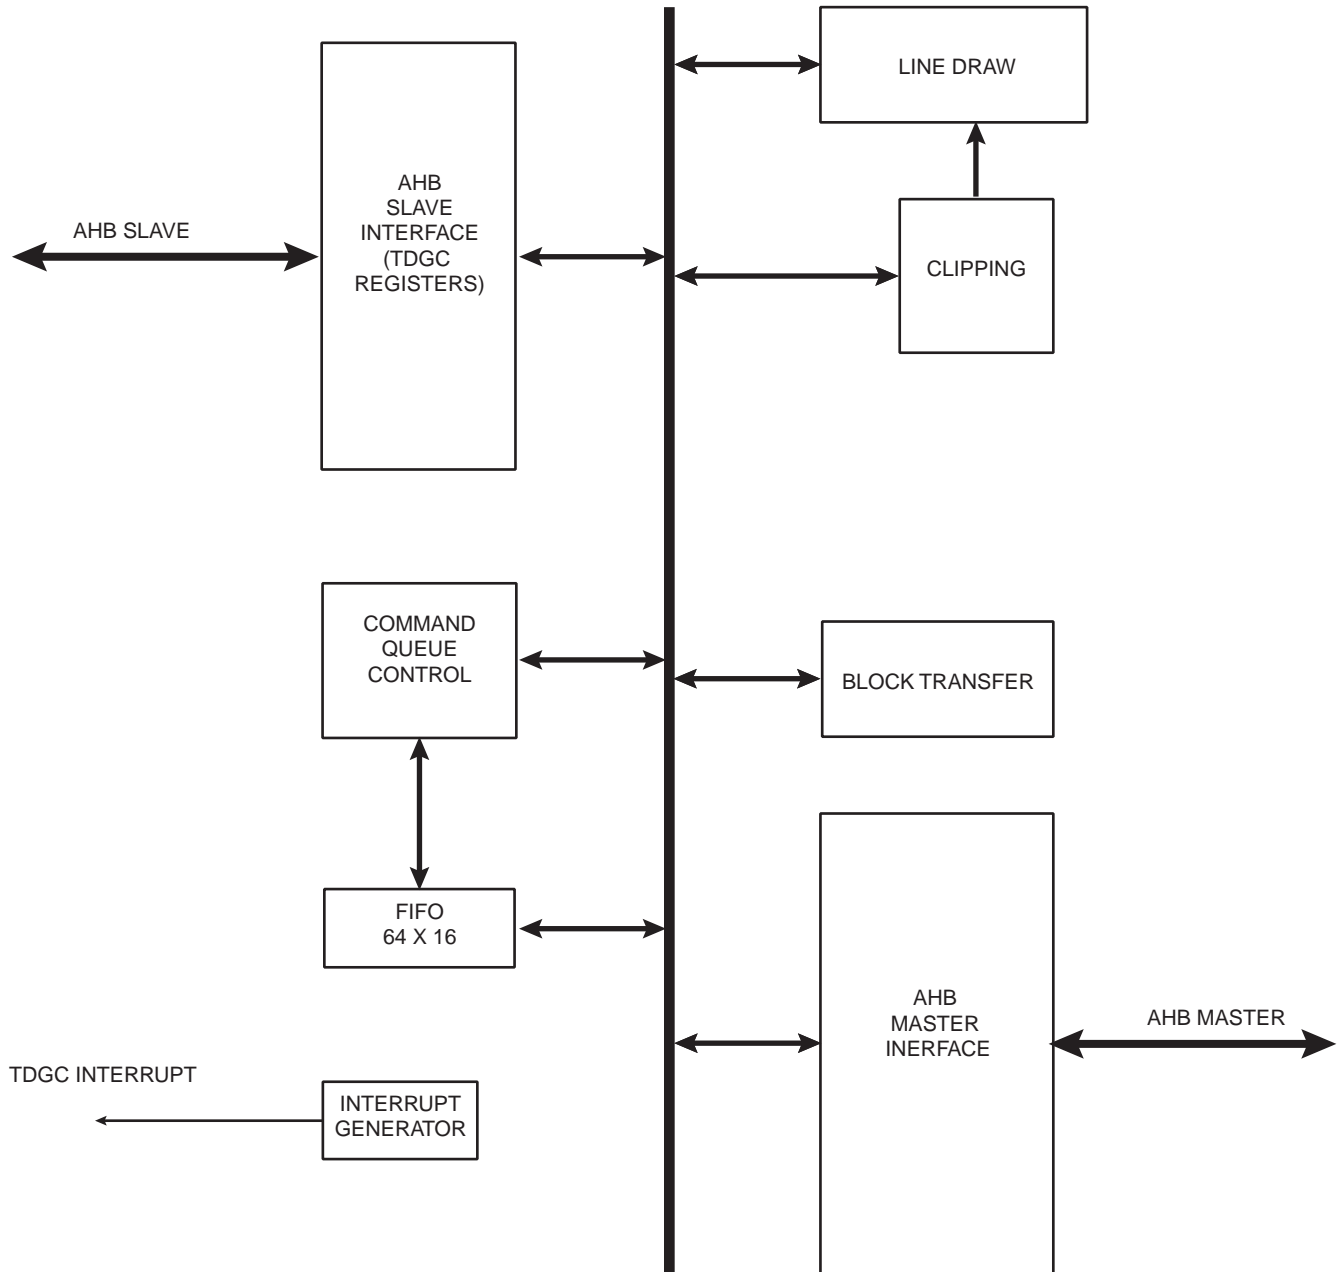 LINE DRAW
AHB
SLAVE
INTERFACE
(TDGC
REGISTERS)
AHB SLAVE
CLIPPING
COMMAND
QUEUE
CONTROL
BLOCK TRANSFER
FIFO
64 X 16
AHB
MASTER
INERFACE
AHB MASTER
TDGC INTERRUPT
INTERRUPT
GENERATOR